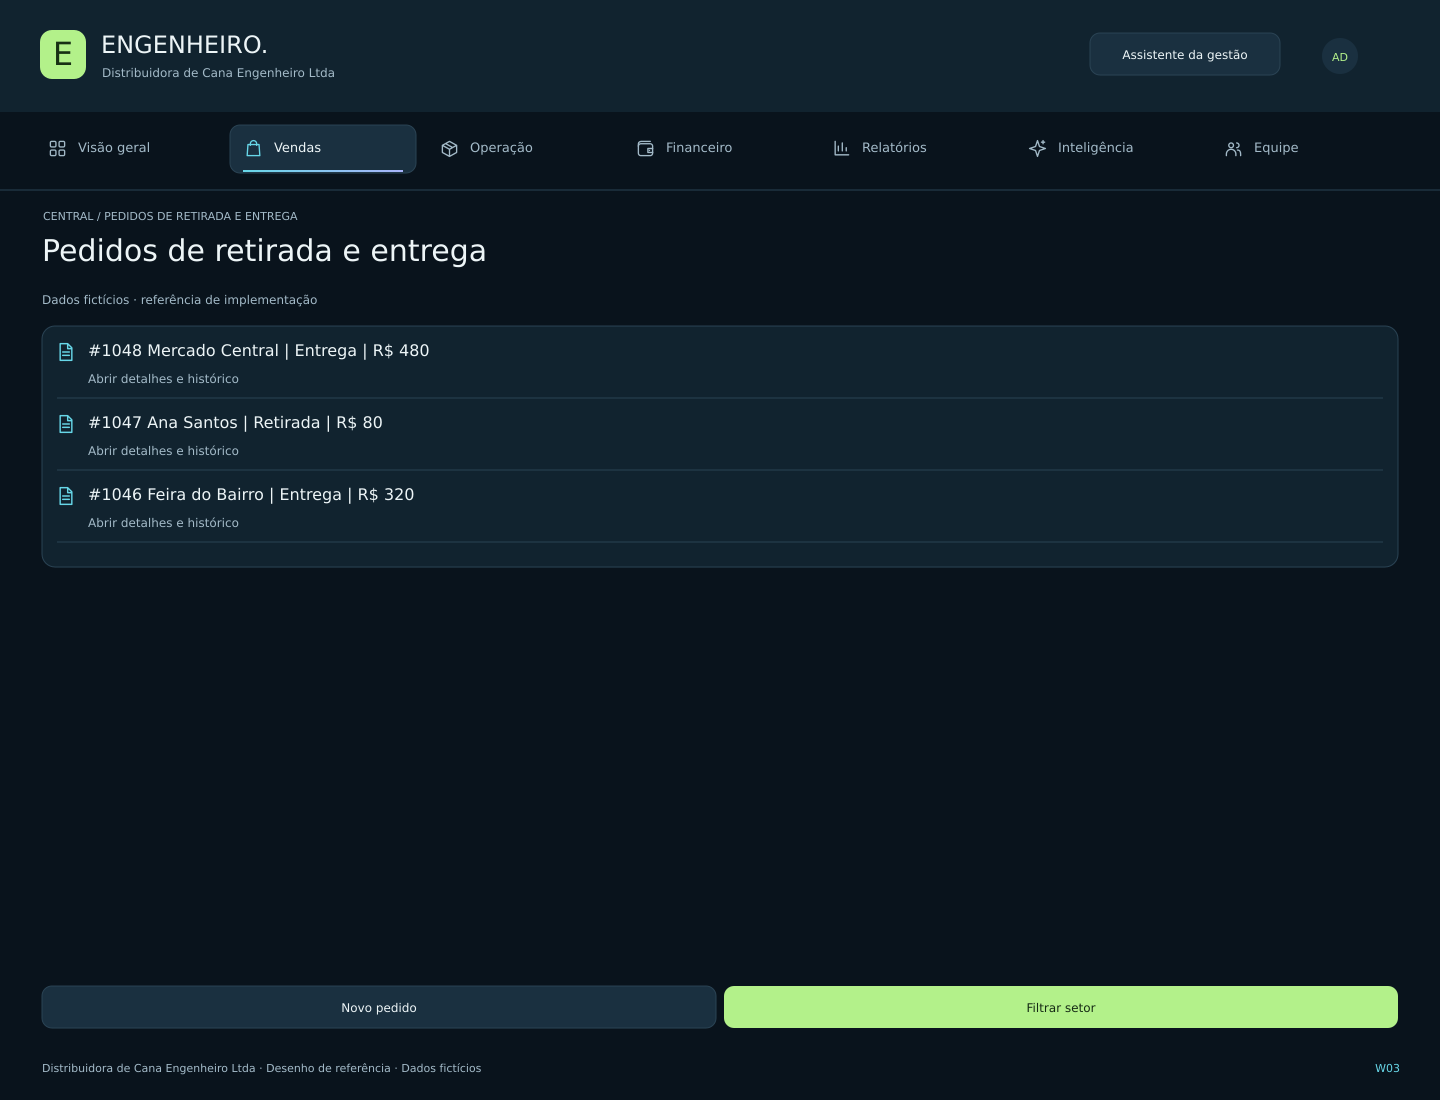 E
ENGENHEIRO.
Distribuidora de Cana Engenheiro Ltda
Assistente da gestão
AD
Visão geral
Vendas
Operação
Financeiro
Relatórios
Inteligência
Equipe
CENTRAL / PEDIDOS DE RETIRADA E ENTREGA
Pedidos de retirada e entrega
Dados fictícios · referência de implementação
#1048 Mercado Central | Entrega | R$ 480
Abrir detalhes e histórico
#1047 Ana Santos | Retirada | R$ 80
Abrir detalhes e histórico
#1046 Feira do Bairro | Entrega | R$ 320
Abrir detalhes e histórico
Novo pedido
Filtrar setor
Distribuidora de Cana Engenheiro Ltda · Desenho de referência · Dados fictícios
W03